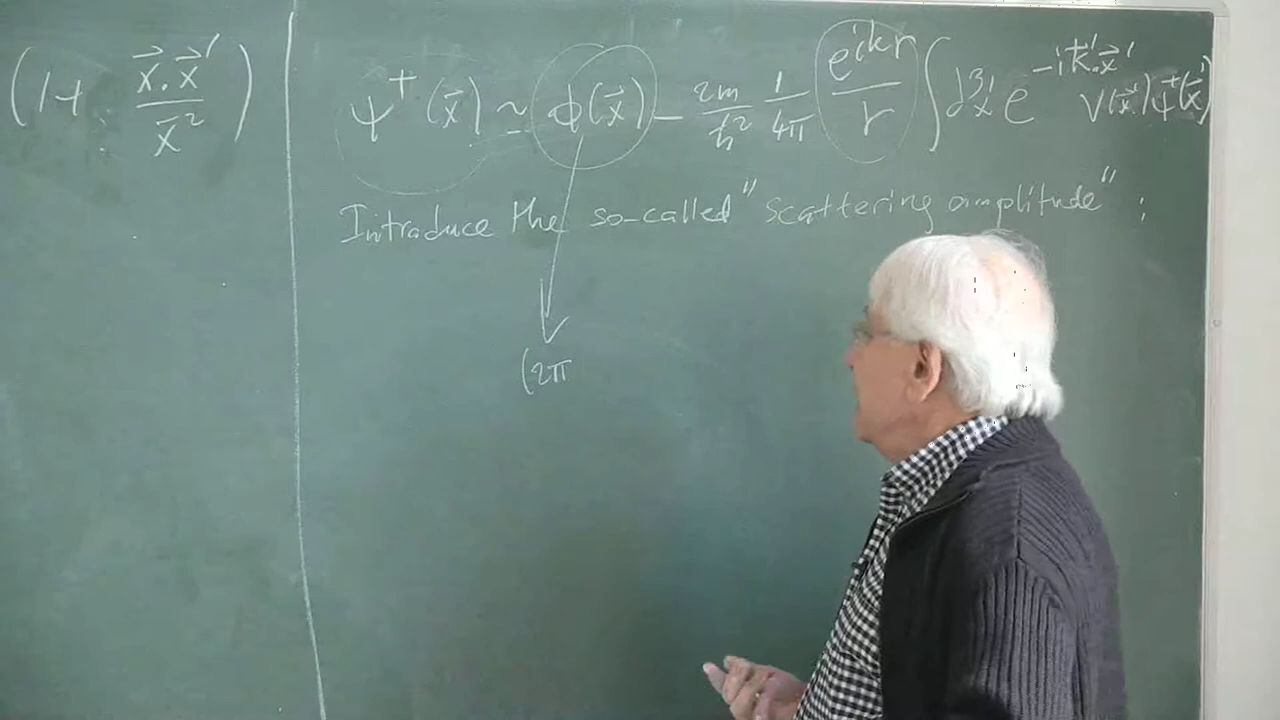 (1+ x⃗·x⃗′/x⃗²)
ψ⁺(x⃗) ~ ϕ(x⃗) − 2m/ħ² 1/4π e^{ikr}/r ∫d³x′ e^{−ik⃗′·x⃗′} V(x⃗′)ψ⁺(x⃗′)
Introduce the so-called "scattering amplitude" :
(2π